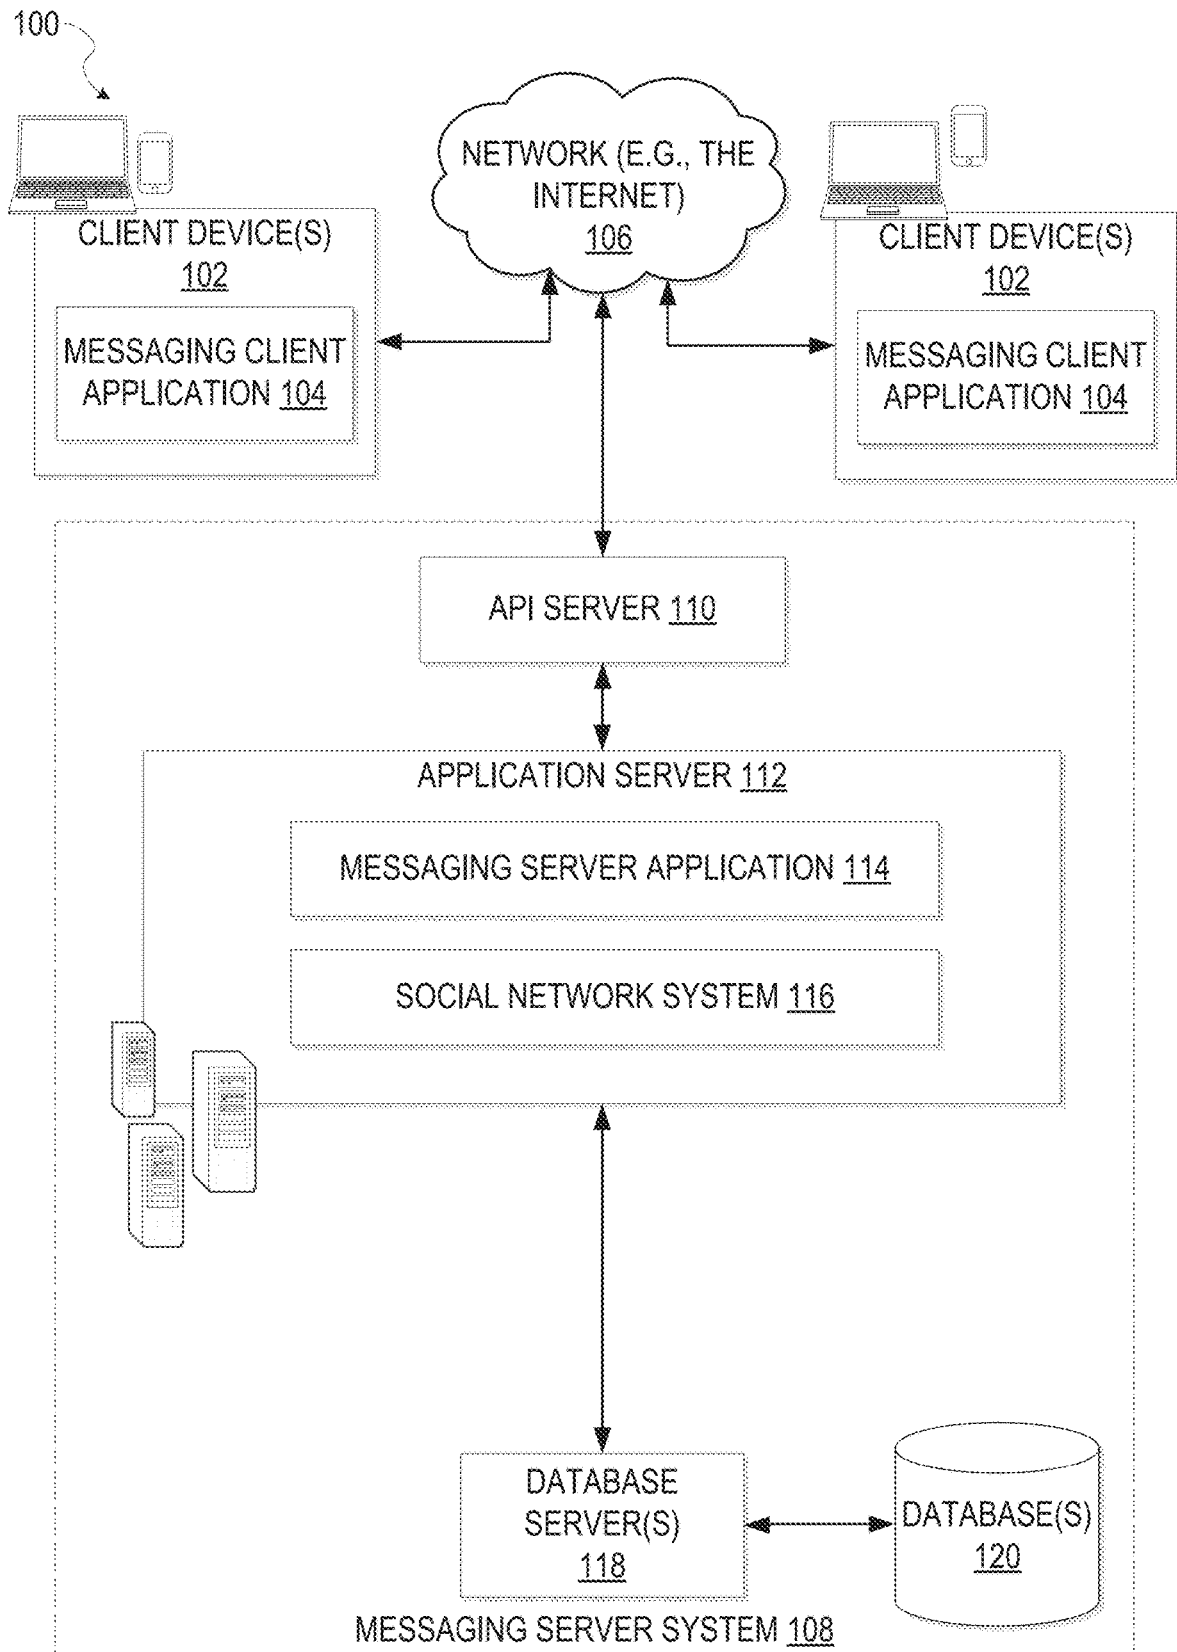 100
NETWORK (E.G., THE
INTERNET)
106
CLIENT DEVICE(S)
102
MESSAGING CLIENT
APPLICATION 104
CLIENT DEVICE(S)
102
MESSAGING CLIENT
APPLICATION 104
API SERVER 110
APPLICATION SERVER 112
MESSAGING SERVER APPLICATION 114
SOCIAL NETWORK SYSTEM 116
DATABASE
SERVER(S)
118
DATABASE(S)
120
MESSAGING SERVER SYSTEM 108